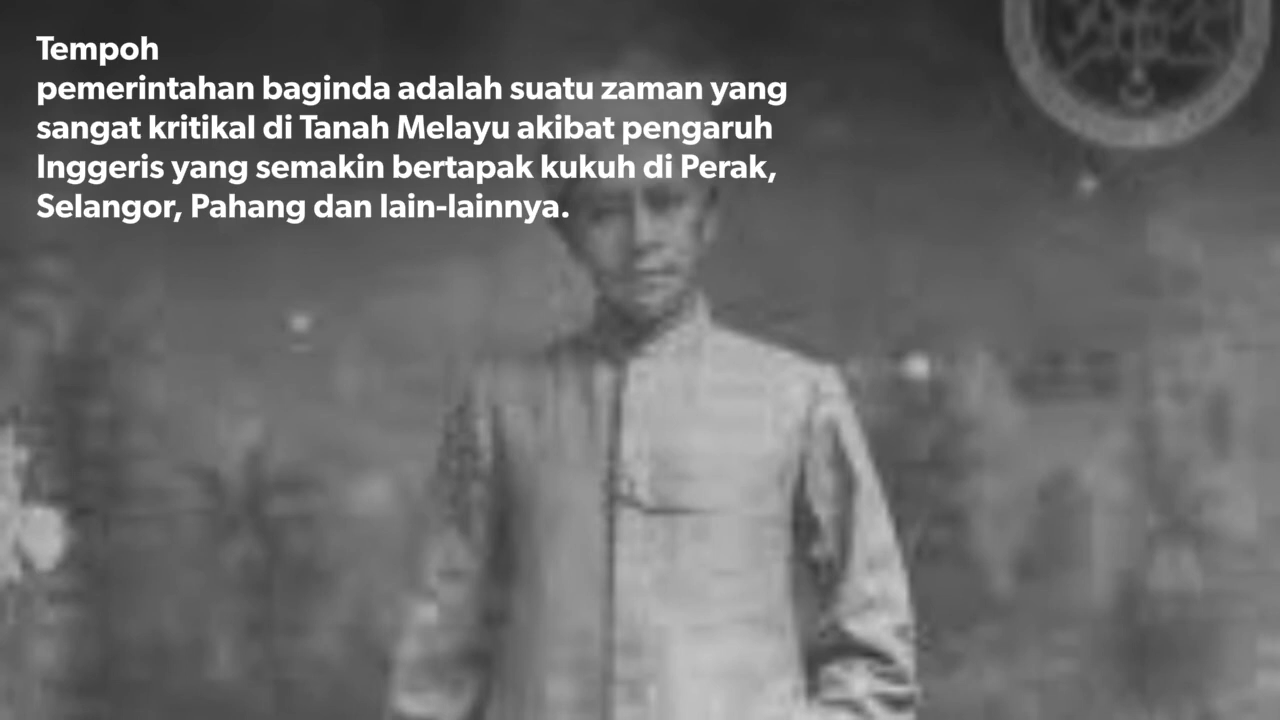 Tempoh
pemerintahan baginda adalah suatu zaman yang
sangat kritikal di Tanah Melayu akibat pengaruh
Inggeris yang semakin bertapak kukuh di Perak,
Selangor, Pahang dan lain-lainnya.